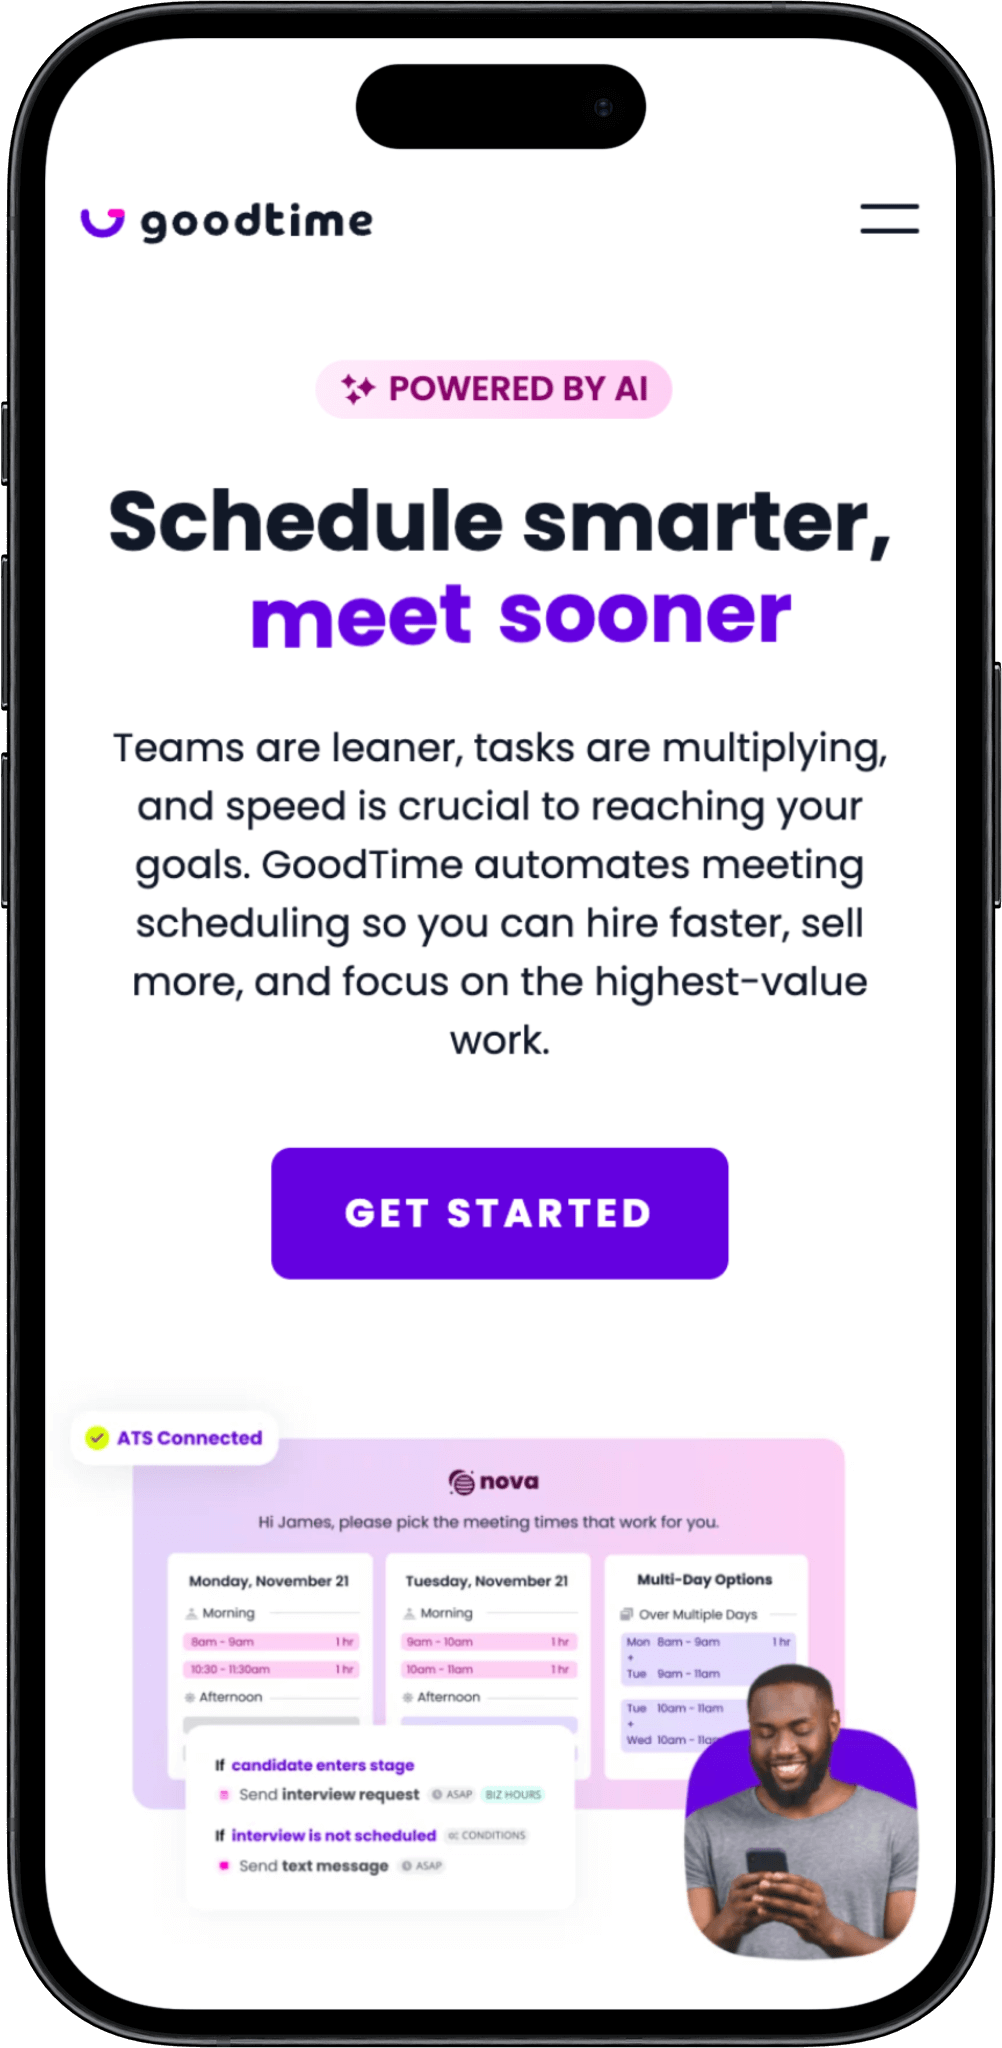 goodtime
POWERED BY AI
Schedule smarter,
meet sooner
Teams are leaner, tasks are multiplying,
and speed is crucial to reaching your
goals. GoodTime automates meeting
scheduling so you can hire faster, sell
more, and focus on the highest-value
work.
GET STARTED
ATS Connected
nova
Hi James, please pick the meeting times that work for you.
Monday, November 21
Morning
8am - 9am 1 hr
10:30 - 11:30am 1 hr
Afternoon
Tuesday, November 21
Morning
9am - 10am 1 hr
10am - 11am 1 hr
Afternoon
Multi-Day Options
Over Multiple Days
Mon 8am - 9am 1 hr
+
Tue 9am - 11am
Tue 10am - 11am
+
Wed 10am - 11am
If candidate enters stage
Send interview request ASAP BIZ HOURS
If interview is not scheduled CONDITIONS
Send text message ASAP